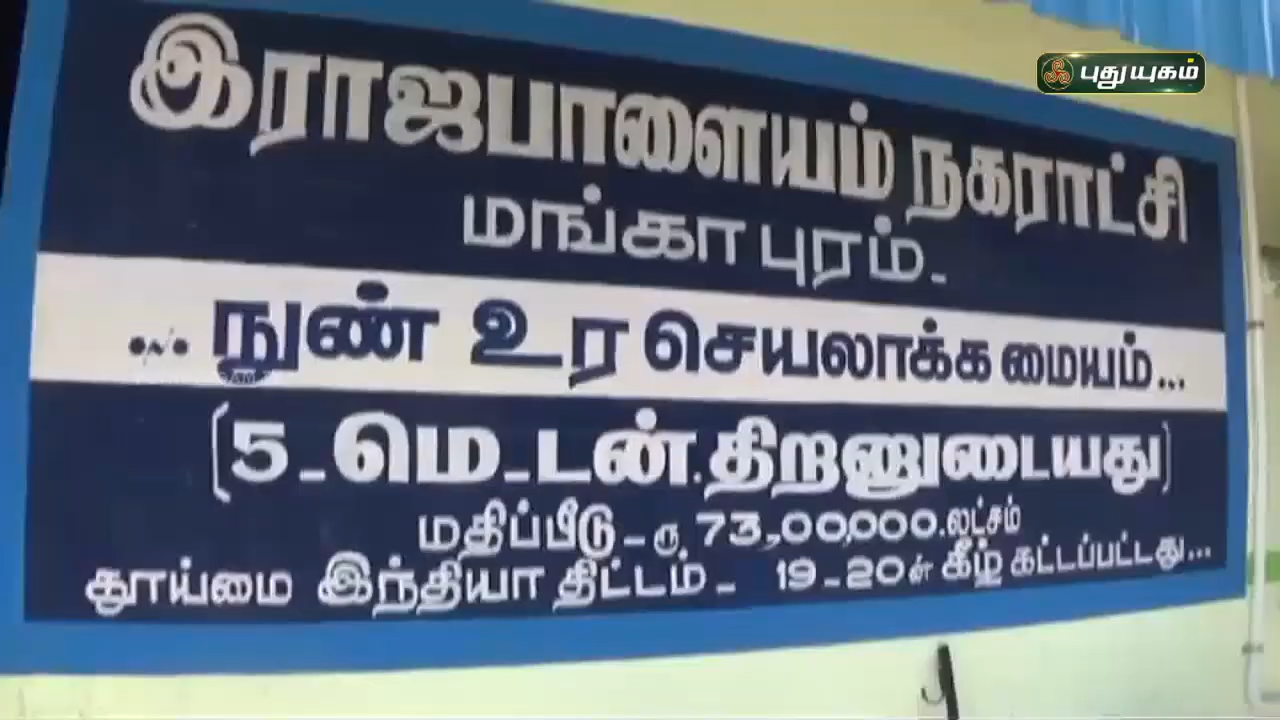 புதுயுகம்
இராஜபாளையம் நகராட்சி
மங்காபுரம்.
நுண் உர செயலாக்க மையம்...
(5-மெ-டன்.திறனுடையது)
மதிப்பீடு-ரூ. 73,00,000.லட்சம்
தூய்மை இந்தியா திட்டம் - 19-20ன் கீழ் கட்டப்பட்டது...